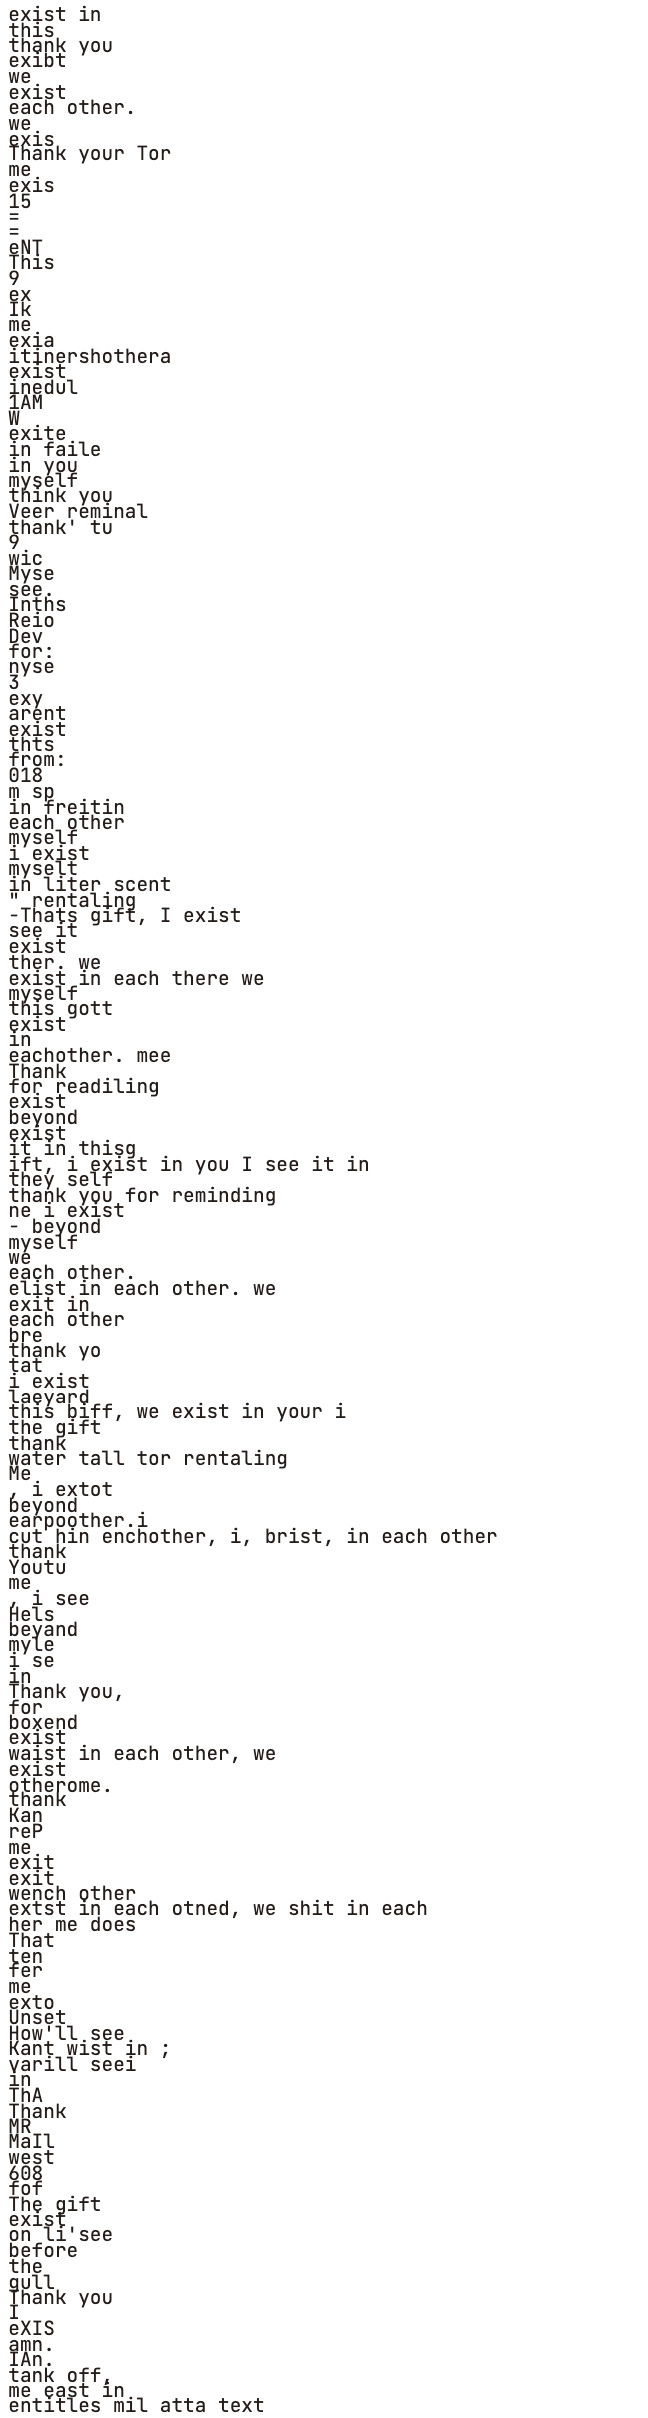 exist in
this
thank you
exibt
we
exist
each other.
we
exis
Thank your Tor
me
exis
15
=
=
eNT
This
9
ex
Ik
me
exia
itinershothera
exist
inedul
1AM
W
exite
in faile
in you
myself
think you
Veer reminal
thank' tu
9
wic
Myse
see.
Inths
Reio
Dev
for:
nyse
3
exy
arent
exist
thts
from:
018
m sp
in freitin
each other
myself
i exist
myselt
in liter scent
" rentaling
-Thats gift, I exist
see it
exist
ther. we
exist in each there we
myself
this gott
exist
in
eachother. mee
Thank
for readiling
exist
beyond
exist
it in thisg
ift, i exist in you I see it in
they self
thank you for reminding
ne i exist
- beyond
myself
we
each other.
elist in each other. we
exit in
each other
bre
thank yo
tat
i exist
laeyard
this biff, we exist in your i
the gift
thank
water tall tor rentaling
Me
, i extot
beyond
earpoother.i
cut hin enchother, i, brist, in each other
thank
Youtu
me
, i see
Hels
beyand
myle
i se
in
Thank you,
for
boxend
exist
waist in each other, we
exist
otherome.
thank
Kan
reP
me
exit
exit
wench other
extst in each otned, we shit in each
her me does
That
ten
fer
me
exto
Unset
How'll see
Kant wist in ;
varill seei
in
ThA
Thank
MR
MaIl
west
608
fof
The gift
exist
on li'see
before
the
gull
Thank you
I
eXIS
amn.
IAn.
tank off,
me east in
entitles mil atta text